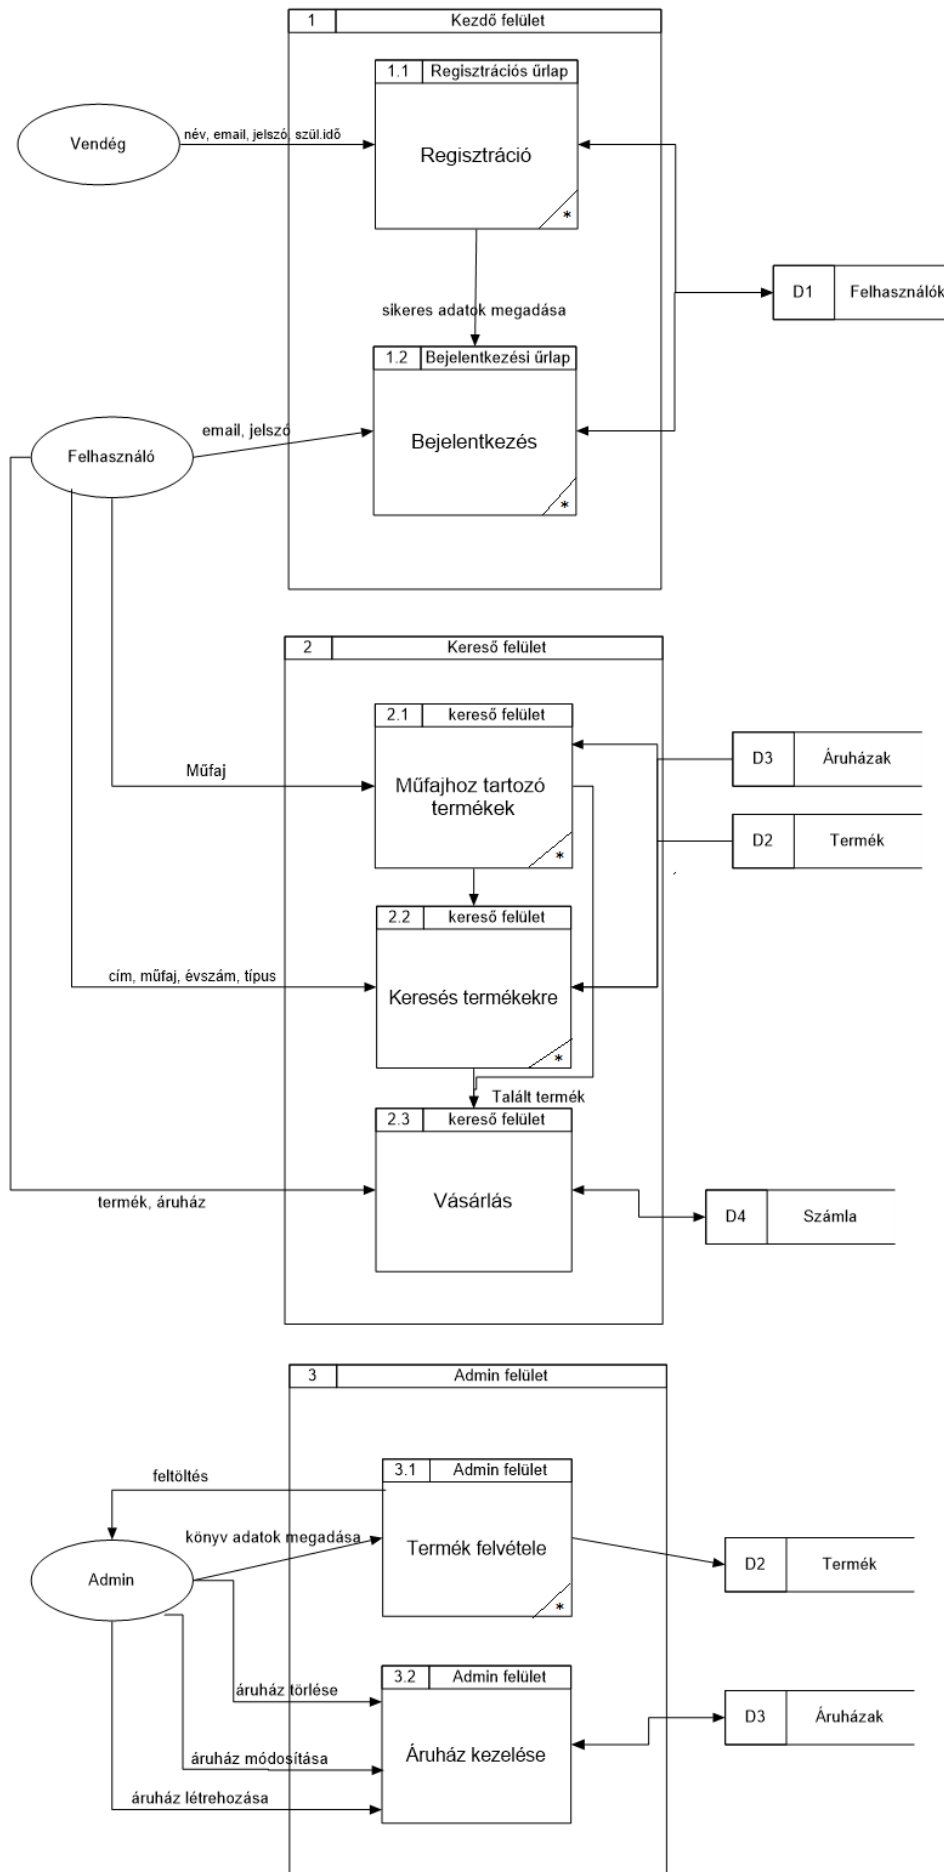 1 Kezdő felület
1.1 Regisztrációs űrlap
Vendég
név, email, jelszó, szül.idő
Regisztráció
*
D1 Felhasználók
sikeres adatok megadása
1.2 Bejelentkezési űrlap
email, jelszó
Bejelentkezés
Felhasználó
*
2 Kereső felület
2.1 kereső felület
D3 Áruházak
Műfaj
Műfajhoz tartozó
termékek
D2 Termék
*
2.2 kereső felület
cím, műfaj, évszám, típus
Keresés termékekre
*
Talált termék
2.3 kereső felület
termék, áruház
Vásárlás
D4 Számla
3 Admin felület
3.1 Admin felület
feltöltés
könyv adatok megadása
Termék felvétele
D2 Termék
Admin
*
3.2 Admin felület
áruház törlése
D3 Áruházak
Áruház kezelése
áruház módosítása
áruház létrehozása